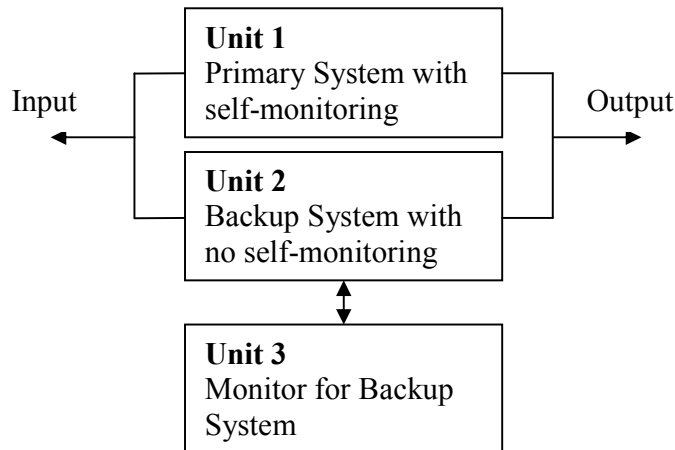 Unit 1
Primary System with
self-monitoring
Input
Output
Unit 2
Backup System with
no self-monitoring
Unit 3
Monitor for Backup
System